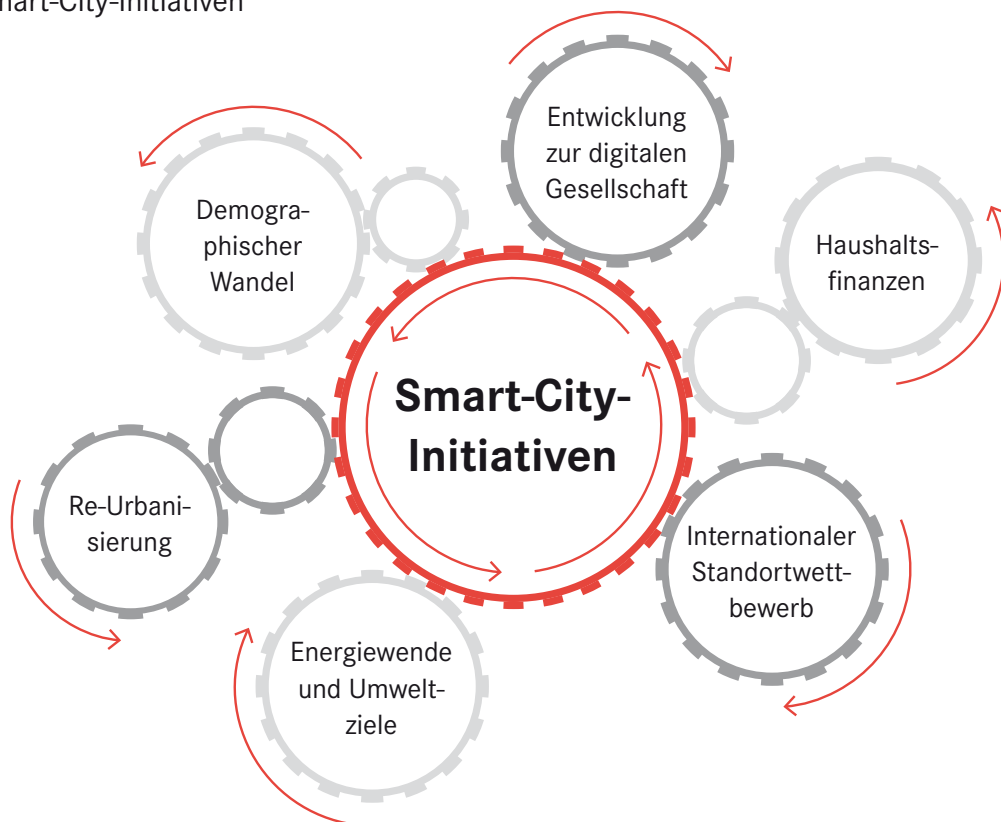 mart-City-Initiativen
Entwicklung
zur digitalen
Gesellschaft
Demogra-
phischer
Wandel
Haushalts-
finanzen
Smart-City-
Initiativen
Re-Urbani-
sierung
Internationaler
Standortwett-
bewerb
Energiewende
und Umwelt-
ziele